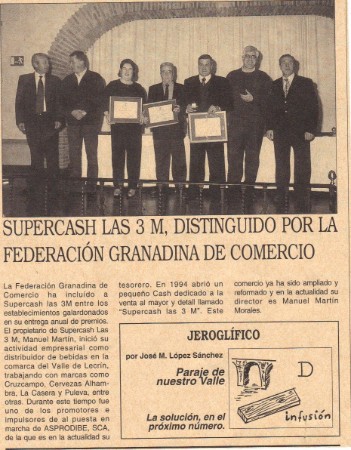 SUPERCASH LAS 3 M, DISTINGUIDO POR LA
FEDERACIÓN GRANADINA DE COMERCIO
La Federación Granadina de
Comercio ha incluido a
Supercash las 3M entre los
establecimientos galardonados
en su entrega anual de premios.
El propietario de Supercash Las
3 M, Manuel Martín, inició su
actividad empresarial como
distribuidor de bebidas en la
comarca del Valle de Lecrín,
trabajando con marcas como
Cruzcampo, Cervezas Alham-
bra, La Casera y Puleva, entre
otras. Durante este tiempo fue
uno de los promotores e
impulsores de al puesta en
marcha de ASPRODIBE, SCA,
de la que es en la actualidad su
tesorero. En 1994 abrió un
pequeño Cash dedicado a la
venta al mayor y detal llamado
"Supercash las 3 M". Este
comercio ya ha sido ampliado y
reformado y en la actualidad su
director es Manuel Martín
Morales.
JEROGLÍFICO
por José M. López Sánchez
Paraje de
nuestro Valle
La solución, en el
próximo número.
D
infusión